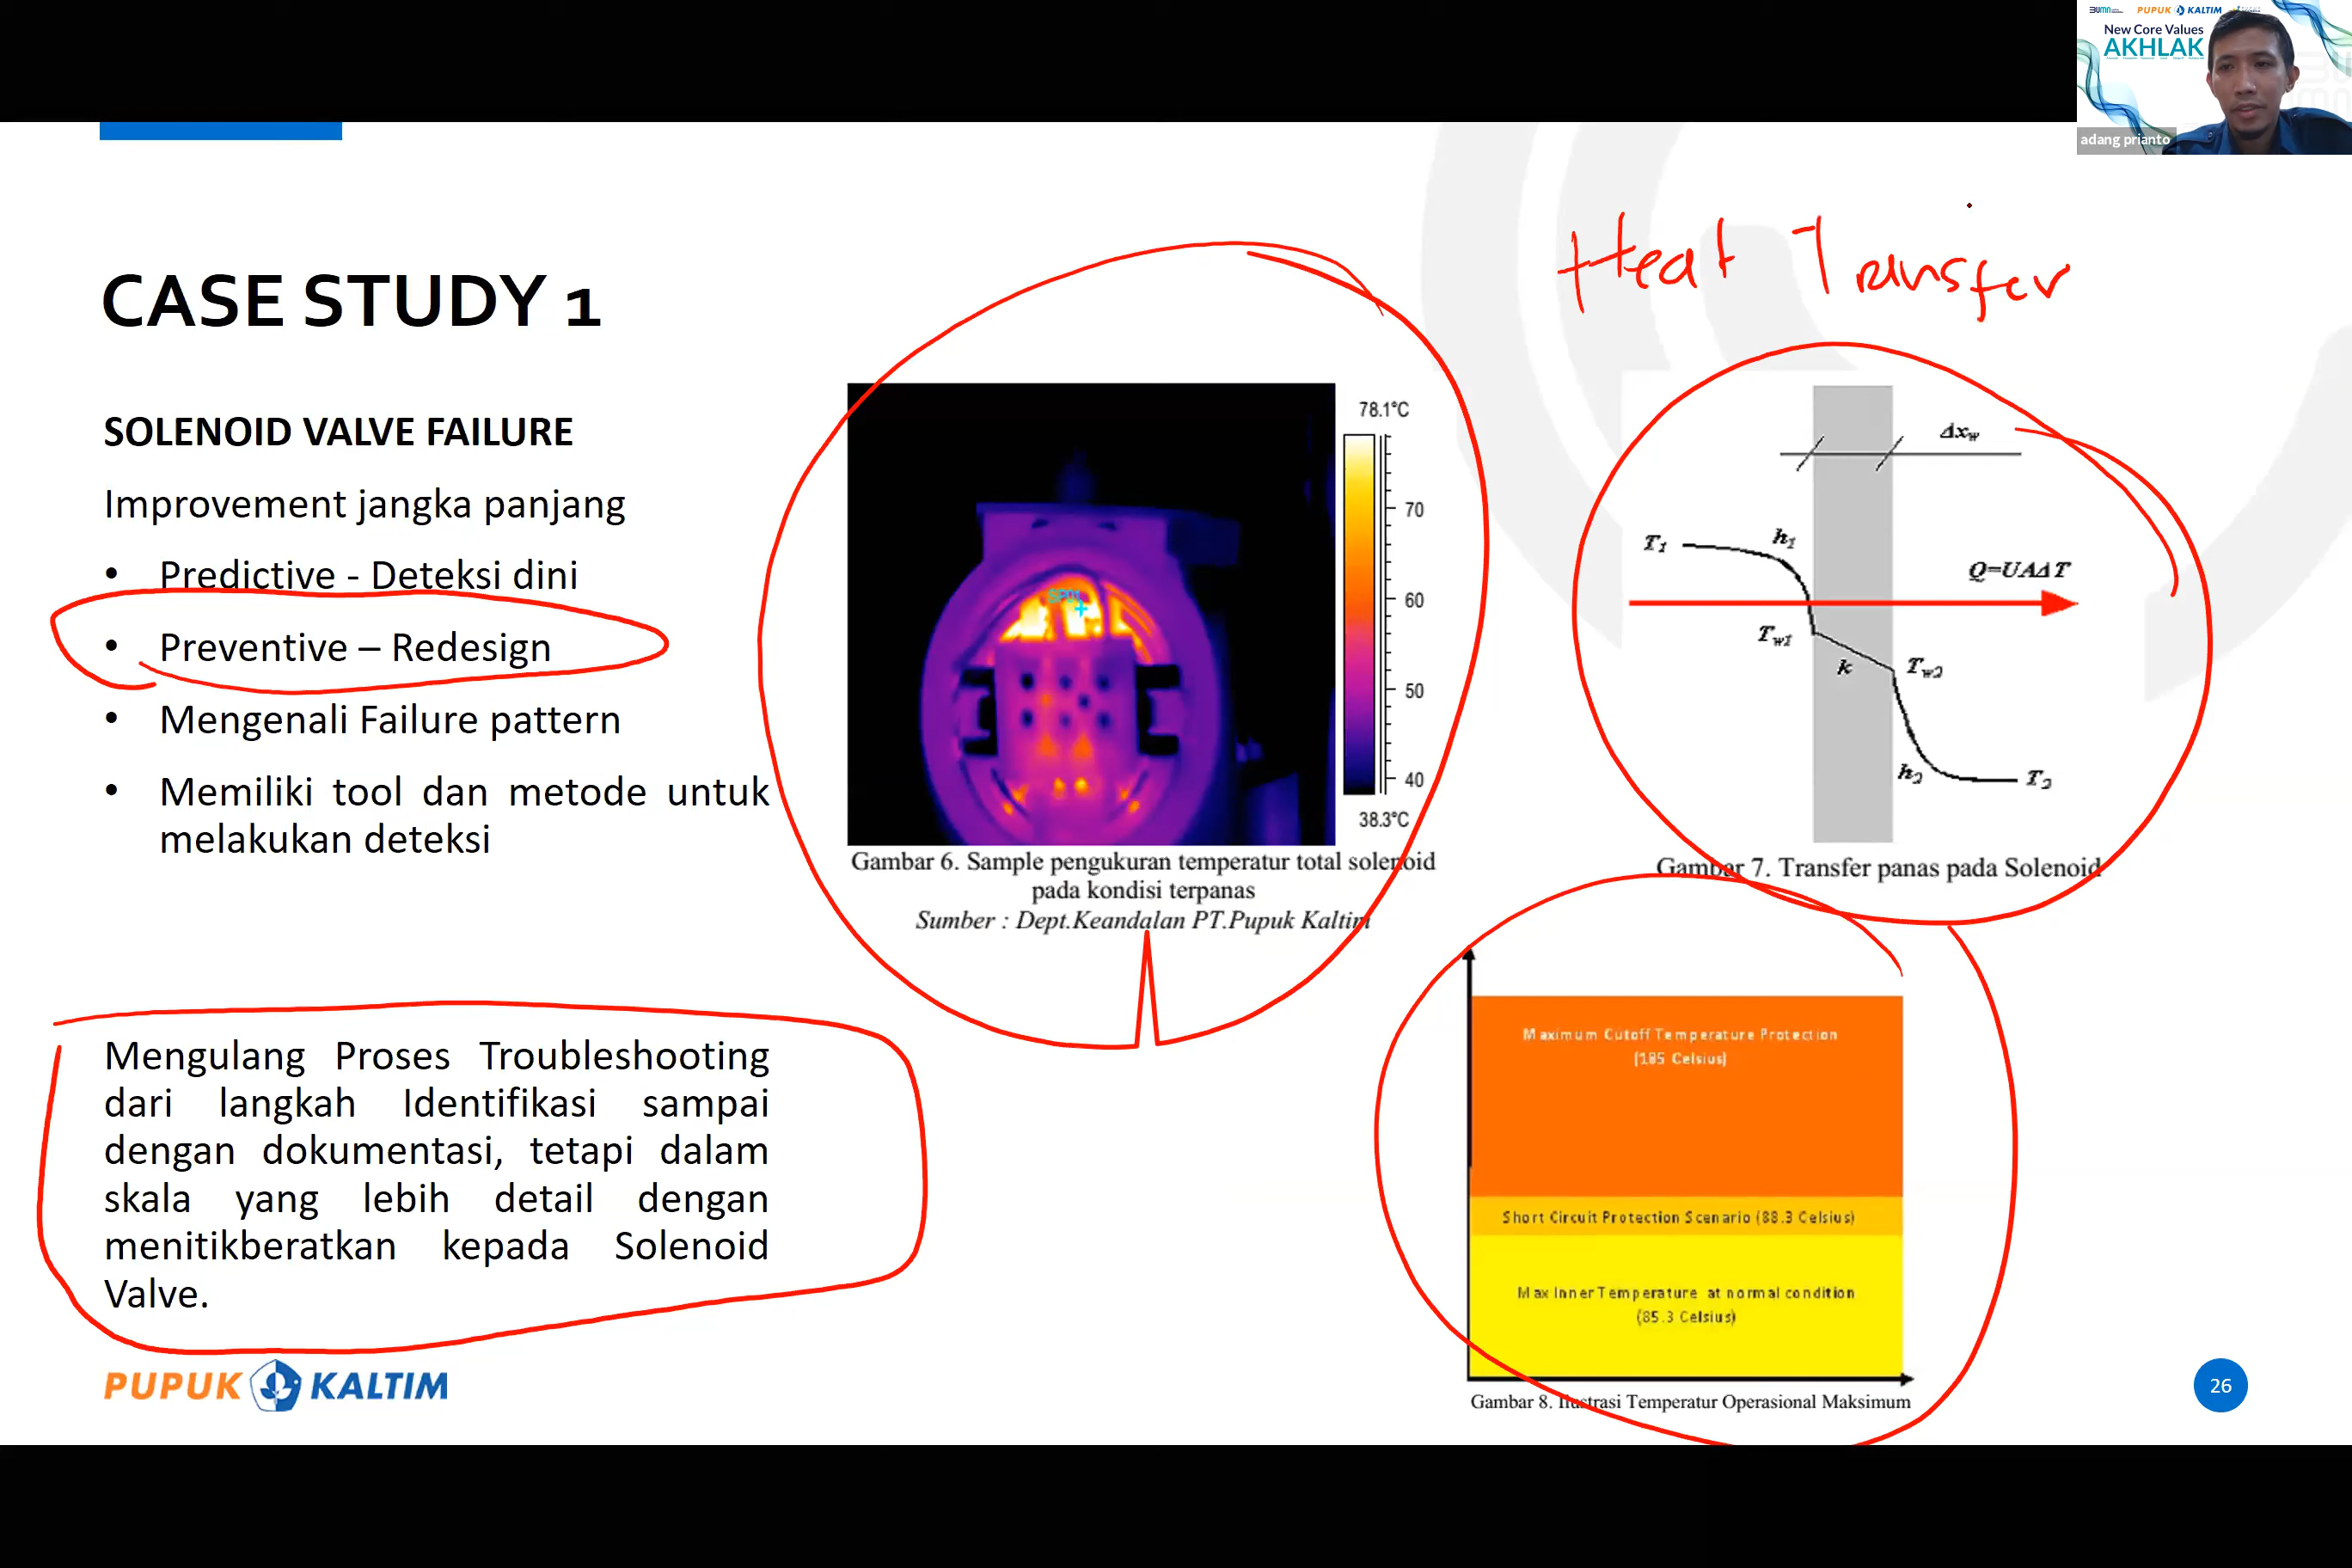 PUPUK KALTIM
New Core Values
AKHLAK
adang prianto
Heat Transfer
CASE STUDY 1
SOLENOID VALVE FAILURE
Improvement jangka panjang
• Predictive - Deteksi dini
• Preventive – Redesign
• Mengenali Failure pattern
• Memiliki tool dan metode untuk
melakukan deteksi
Mengulang Proses Troubleshooting
dari langkah Identifikasi sampai
dengan dokumentasi, tetapi dalam
skala yang lebih detail dengan
menitikberatkan kepada Solenoid
Valve.
PUPUK KALTIM
78.1°C
70
60
50
40
38.3°C
SP01
Gambar 6. Sample pengukuran temperatur total solenoid
pada kondisi terpanas
Sumber : Dept.Keandalan PT.Pupuk Kaltim
Δxw
T1
h1
Q=UAΔT
Tw1
k
Tw2
h2
T2
Gambar 7. Transfer panas pada Solenoid
Maximum Cutoff Temperature Protection
(185 Celsius)
Short Circuit Protection Scenario (88.3 Celsius)
Max Inner Temperature at normal condition
(85.3 Celsius)
Gambar 8. Ilustrasi Temperatur Operasional Maksimum
26